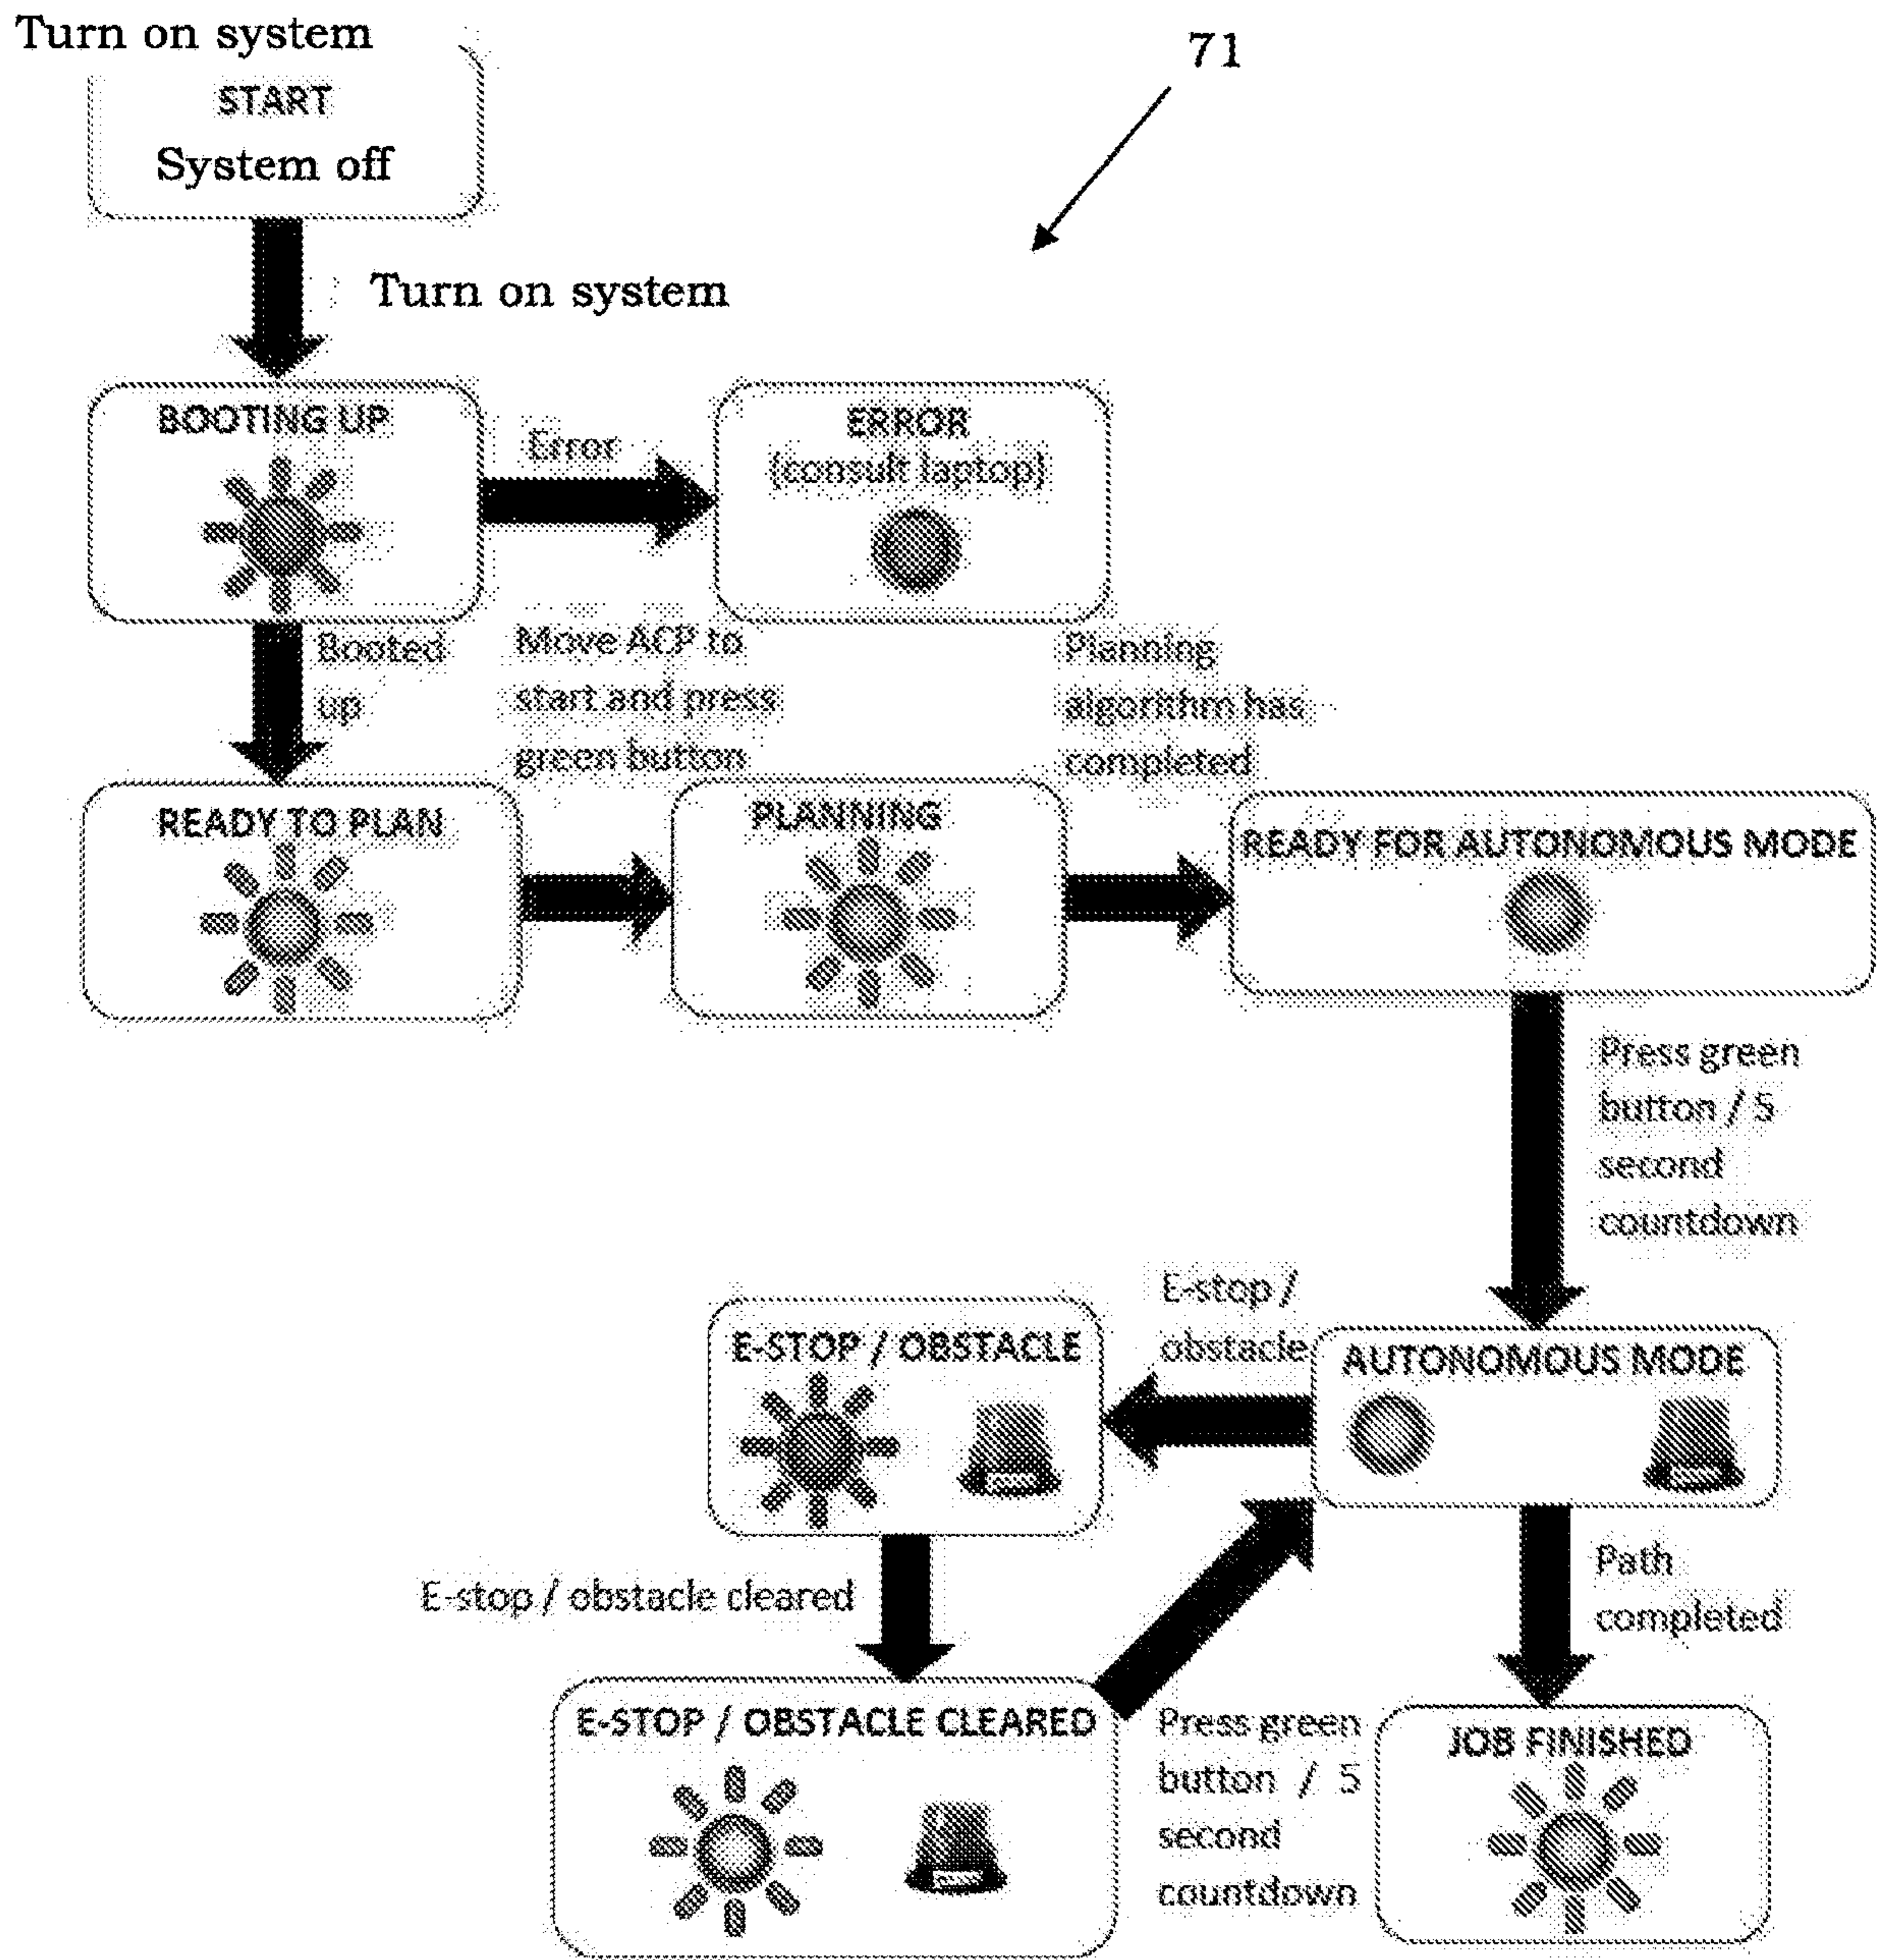 Turn on system
71
START
System off
Turn on system
BOOTING UP
Error
ERROR
(consult laptop)
Booted
up
Move ACP to
start and press
green button
Planning
algorithm has
completed
READY TO PLAN
PLANNING
READY FOR AUTONOMOUS MODE
Press green
button / 5
second
countdown
E-stop /
obstacle
E-STOP / OBSTACLE
AUTONOMOUS MODE
E-stop / obstacle cleared
Path
completed
E-STOP / OBSTACLE CLEARED
Press green
button / 5
second
countdown
JOB FINISHED